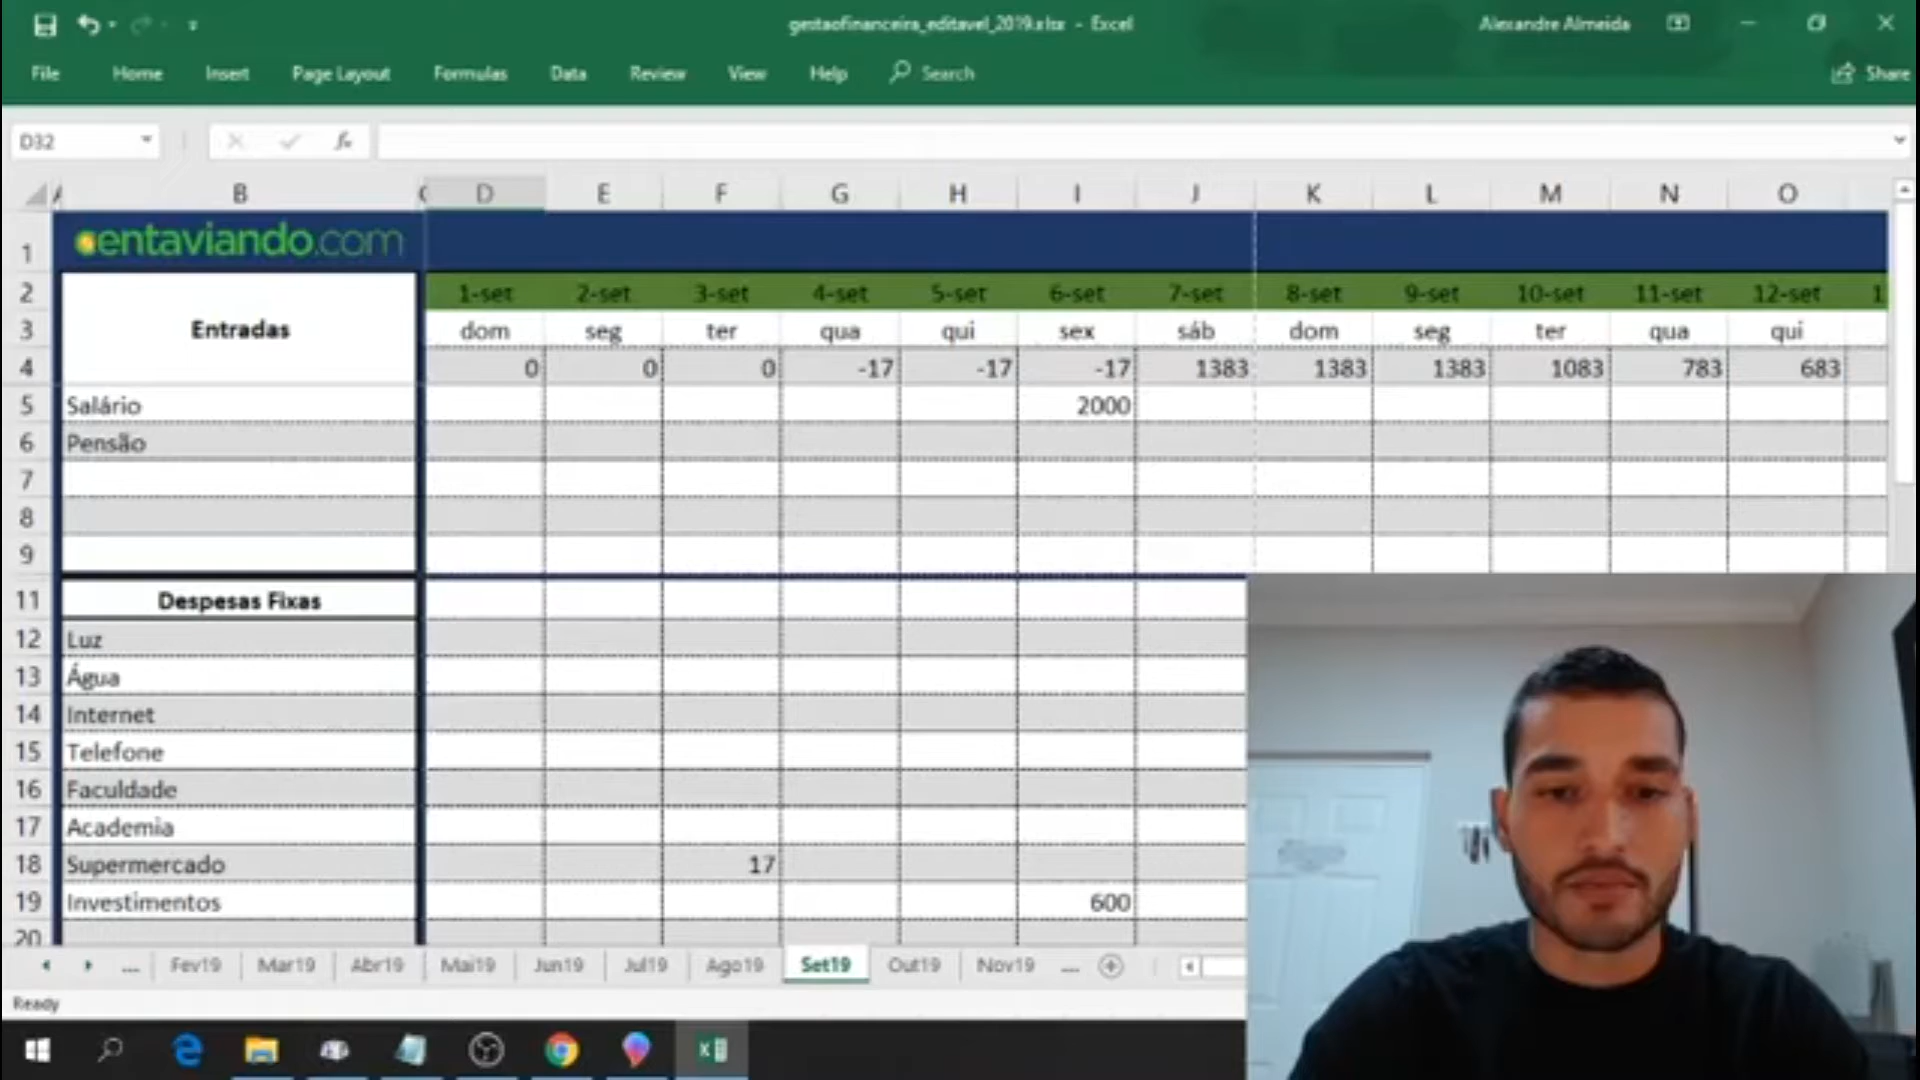 gestaofinanceira_editavel_2019.xlsx - Excel
Alexandre Almeida
File Home Insert Page Layout Formulas Data Review View Help Search Share
D32 fx
B D E F G H I J K L M N O
1 centaviando.com
2 1-set 2-set 3-set 4-set 5-set 6-set 7-set 8-set 9-set 10-set 11-set 12-set 1
3 Entradas dom seg ter qua qui sex sáb dom seg ter qua qui
4 0 0 0 -17 -17 -17 1383 1383 1383 1083 783 683
5 Salário 2000
6 Pensão
7
8
9
11 Despesas Fixas
12 Luz
13 Água
14 Internet
15 Telefone
16 Faculdade
17 Academia
18 Supermercado 17
19 Investimentos 600
20
... Fev19 Mar19 Abr19 Mai19 Jun19 Jul19 Ago19 Set19 Out19 Nov19 ...
Ready